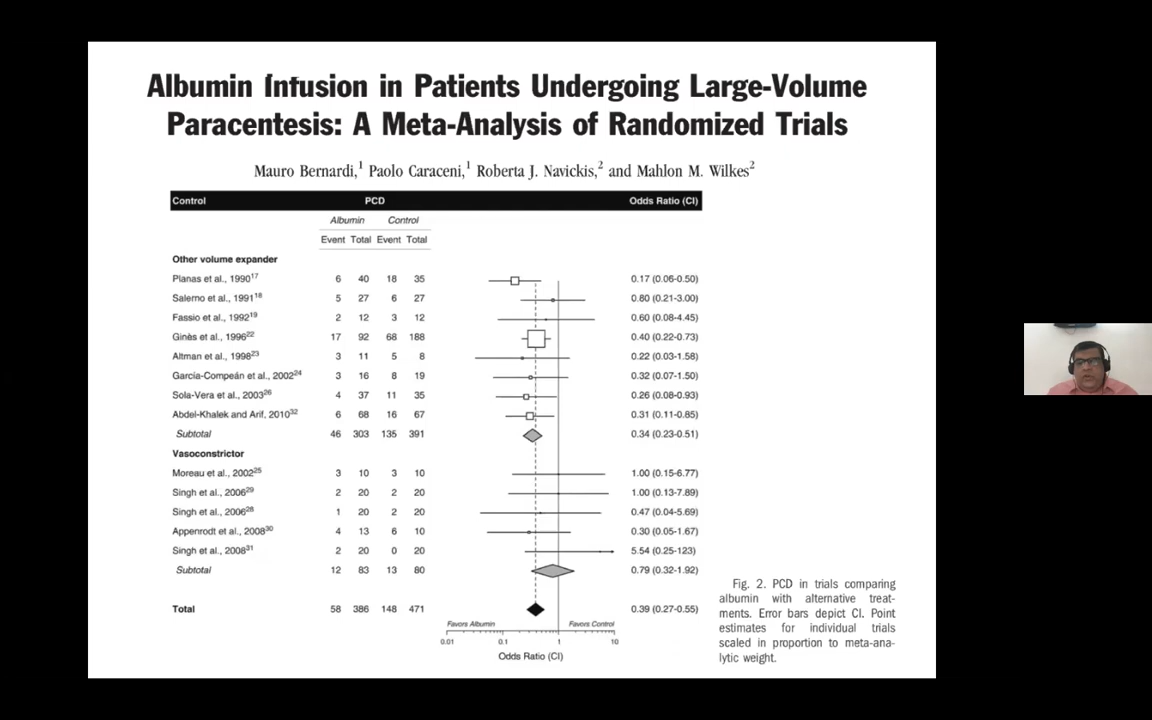 Albumin Infusion in Patients Undergoing Large-Volume
Paracentesis: A Meta-Analysis of Randomized Trials
Mauro Bernardi,1 Paolo Caraceni,1 Roberta J. Navickis,2 and Mahlon M. Wilkes2
Control PCD Odds Ratio (CI)
Albumin Control
Event Total Event Total
Other volume expander
Planas et al., 199017 6 40 18 35 0.17 (0.06-0.50)
Salerno et al., 199118 5 27 6 27 0.80 (0.21-3.00)
Fassio et al., 199219 2 12 3 12 0.60 (0.08-4.45)
Ginès et al., 199622 17 92 68 188 0.40 (0.22-0.73)
Altman et al., 199823 3 11 5 8 0.22 (0.03-1.58)
García-Compeán et al., 200224 3 16 8 19 0.32 (0.07-1.50)
Sola-Vera et al., 200326 4 37 11 35 0.26 (0.08-0.93)
Abdel-Khalek and Arif, 201032 6 68 16 67 0.31 (0.11-0.85)
Subtotal 46 303 135 391 0.34 (0.23-0.51)
Vasoconstrictor
Moreau et al., 200225 3 10 3 10 1.00 (0.15-6.77)
Singh et al., 200629 2 20 2 20 1.00 (0.13-7.89)
Singh et al., 200628 1 20 2 20 0.47 (0.04-5.69)
Appenrodt et al., 200830 4 13 6 10 0.30 (0.05-1.67)
Singh et al., 200831 2 20 0 20 5.54 (0.25-123)
Subtotal 12 83 13 80 0.79 (0.32-1.92)
Total 58 386 148 471 0.39 (0.27-0.55)
Favors Albumin Favors Control
0.01 0.1 1 10
Odds Ratio (CI)
Fig. 2. PCD in trials comparing
albumin with alternative treat-
ments. Error bars depict CI. Point
estimates for individual trials
scaled in proportion to meta-ana-
lytic weight.